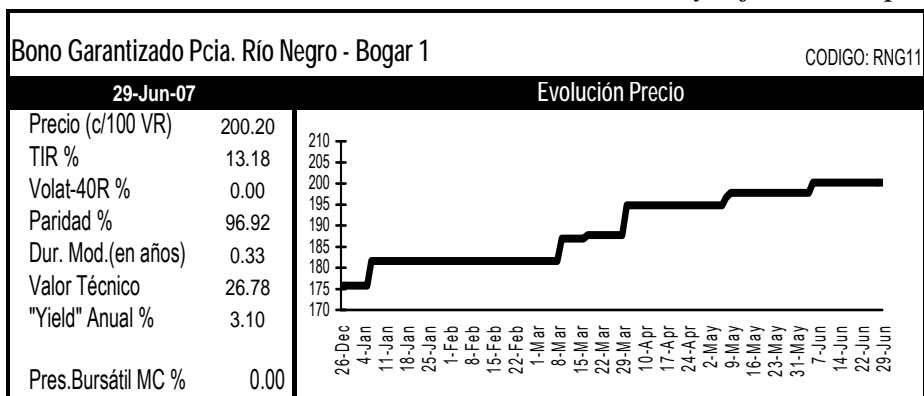 Bono Garantizado Pcia. Río Negro - Bogar 1
CODIGO: RNG11
29-Jun-07
Evolución Precio
Precio (c/100 VR) 200.20
TIR % 13.18
Volat-40R % 0.00
Paridad % 96.92
Dur. Mod.(en años) 0.33
Valor Técnico 26.78
"Yield" Anual % 3.10
Pres.Bursátil MC % 0.00
210
205
200
195
190
185
180
175
170
26-Dec
4-Jan
11-Jan
18-Jan
25-Jan
1-Feb
8-Feb
15-Feb
22-Feb
1-Mar
8-Mar
15-Mar
22-Mar
29-Mar
10-Apr
17-Apr
24-Apr
2-May
9-May
16-May
23-May
31-May
7-Jun
14-Jun
22-Jun
29-Jun